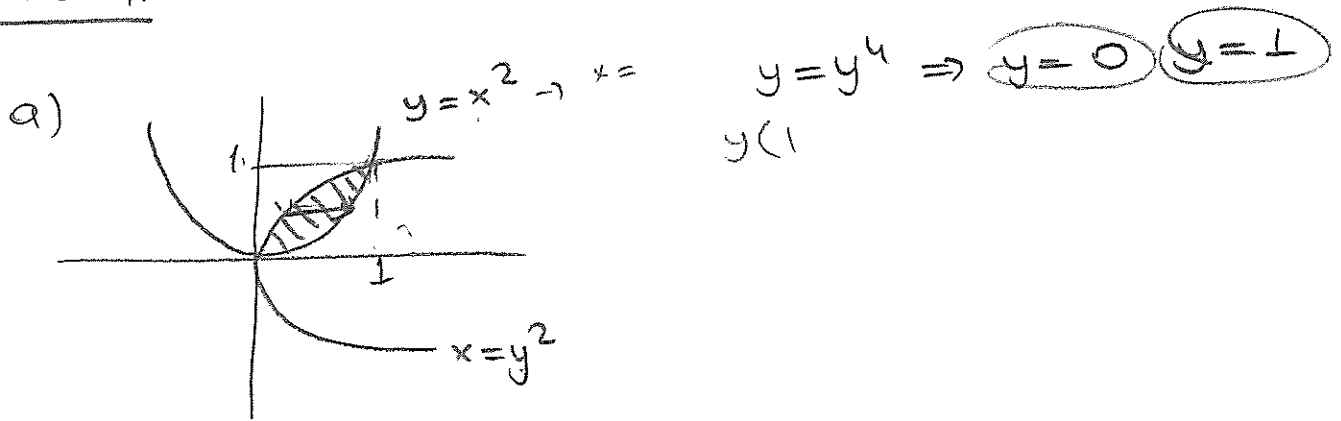 a)
y = x² → x =
y = y⁴ ⇒ y = 0 y = 1
y(1
1
1
1
x = y²